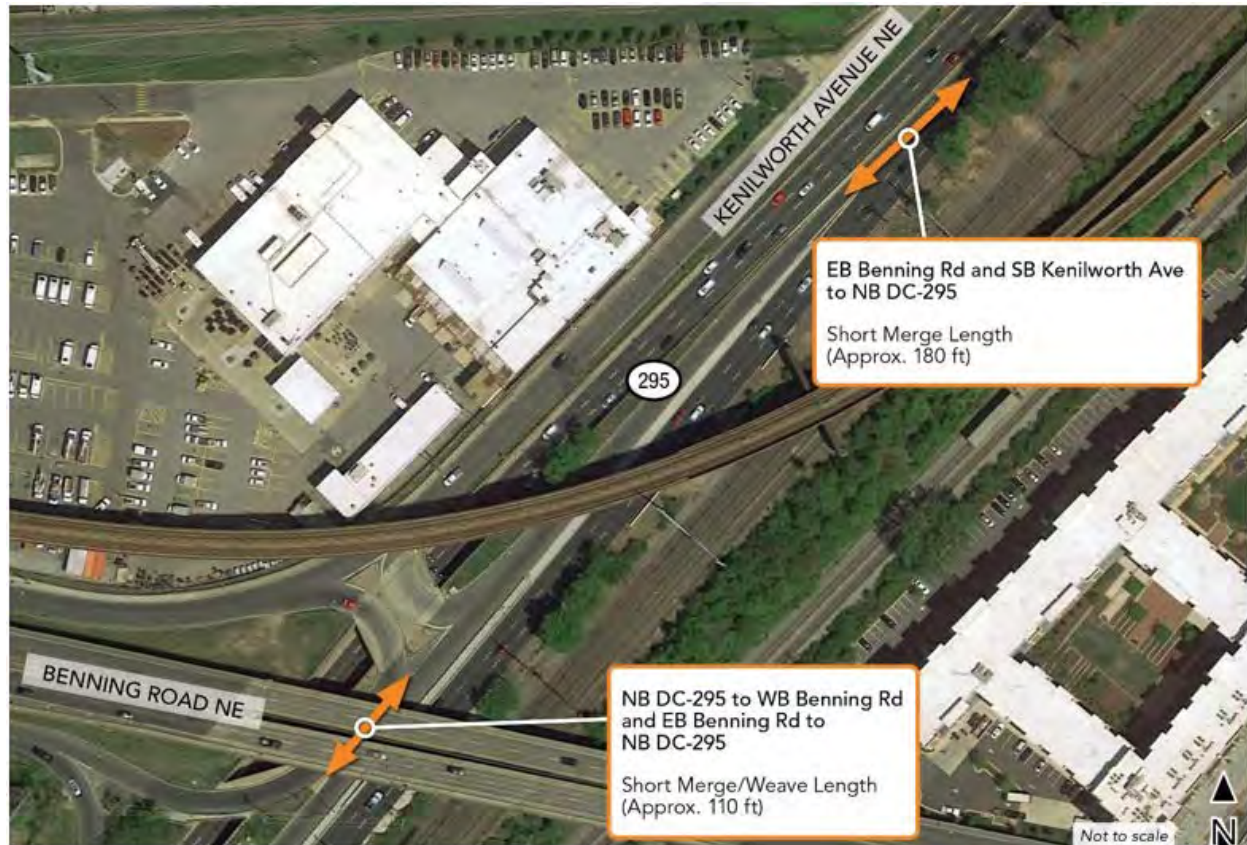 KENILWORTH AVENUE NE
EB Benning Rd and SB Kenilworth Ave
to NB DC-295
Short Merge Length
(Approx. 180 ft)
295
BENNING ROAD NE
NB DC-295 to WB Benning Rd
and EB Benning Rd to
NB DC-295
Short Merge/Weave Length
(Approx. 110 ft)
Not to scale
N